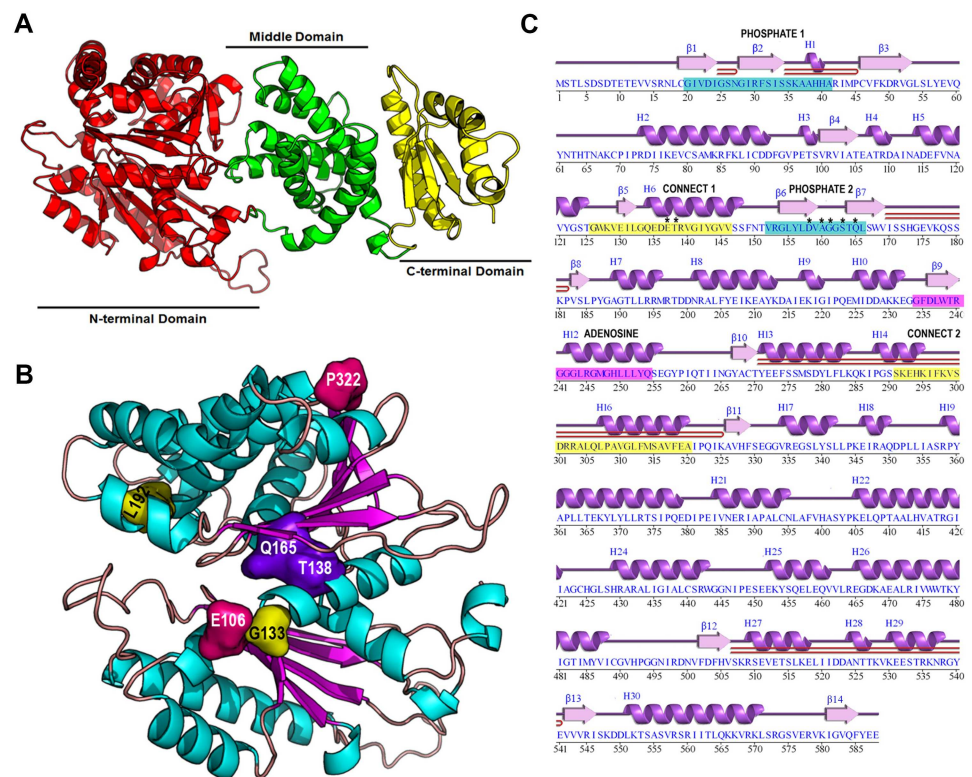 A
Middle Domain
N-terminal Domain
C-terminal Domain
B
P322
L192
Q165
T138
E106
G133
C
PHOSPHATE 1
β1 β2 H1 β3
MSTLSDSDTETEVVSRNLCGIVDIGSNGIRFSISSKAAHHARIMPCVFKDRVGLSLYEVQ
1 5 10 15 20 25 30 35 40 45 50 55 60
H2 H3 β4 H4 H5
YNTHTNAKCPIPRDIIKEVCSAMKRFKLICDDFGVPETSVRVIATEATRDAINADEFVNA
61 65 70 75 80 85 90 95 100 105 110 115 120
β5 H6 CONNECT 1 β6 PHOSPHATE 2 β7
VYGSTGWKVEILGQEDETRVGIYGVVSSFNTVRGLYLDVAGGSTQLSWVISSHGEVKQSS
121 125 130 135 140 145 150 155 160 165 170 175 180
β8 H7 H8 H9 H10 β9
KPVSLPYGAGTLLRRMRTDDNRALFYEIKEAYKDAIEKIGIPQEMIDDAKKEGGFDLWTR
181 185 190 195 200 205 210 215 220 225 230 235 240
H12 ADENOSINE β10 H13 H14 CONNECT 2
GGGLRGMGHLLLYQSEGYPIQTIINGYACTYEEFSSMSDYLFLKQKIPGSSKEHKIFKVS
241 245 250 255 260 265 270 275 280 285 290 295 300
H16 β11 H17 H18 H19
DRRALQLPAVGLFMSAVFEAIPQIKAVHFSEGGVREGSLYSLLPKEIRAQDPLLIASRPY
301 305 310 315 320 325 330 335 340 345 350 355 360
H21 H22
APLLTEKYLYLLRTSIPQEDIPEIVNERIAPALCNLAFVHASYPKELQPTAALHVATRGI
361 365 370 375 380 385 390 395 400 405 410 415 420
H24 H25 H26
IAGCHGLSHRARALIGIALCSRWGGNIPESEEKYSQELEQVVLREGDKAEALRIVWWTKY
421 425 430 435 440 445 450 455 460 465 470 475 480
β12 H27 H28 H29
IGTIMYVICGVHPGGNIRDNVFDFHVSKRSEVETSLKELIIDDANTTKVKEESTRKNRGY
481 485 490 495 500 505 510 515 520 525 530 535 540
β13 H30 β14
EVVVRISKDDLKTSASVRSRIITLQKKVRKLSRGSVERVKIGVQFYEE
541 545 550 555 560 565 570 575 580 585